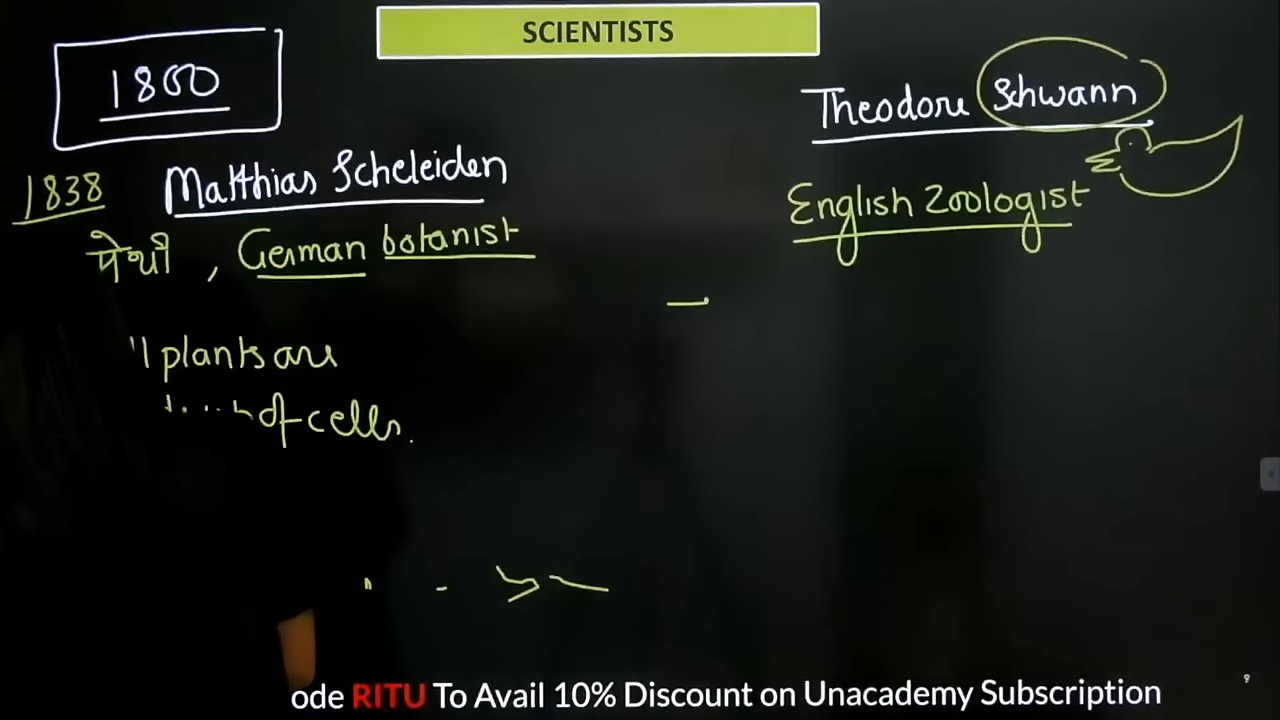 SCIENTISTS
1800
Theodore Schwann
1838 Matthias Scheleiden
English Zoologist
मेथी , German botanist
plants are
of cells.
ode RITU To Avail 10% Discount on Unacademy Subscription
9